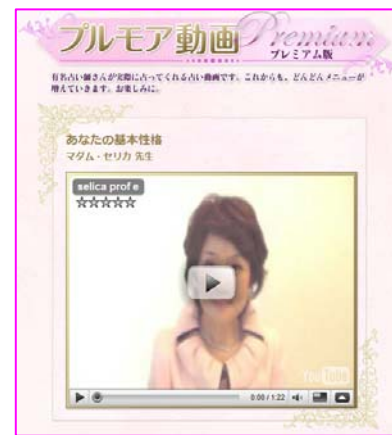 プルモア動画
Premium
プレミアム版
有名占い師さんが実際に占ってくれる占い動画です。これからも、どんどんメニューが
増えていきます。お楽しみに。
あなたの基本性格
マダム・セリカ 先生
selica prof e
☆☆☆☆☆
YouTube
0:00 / 1:22